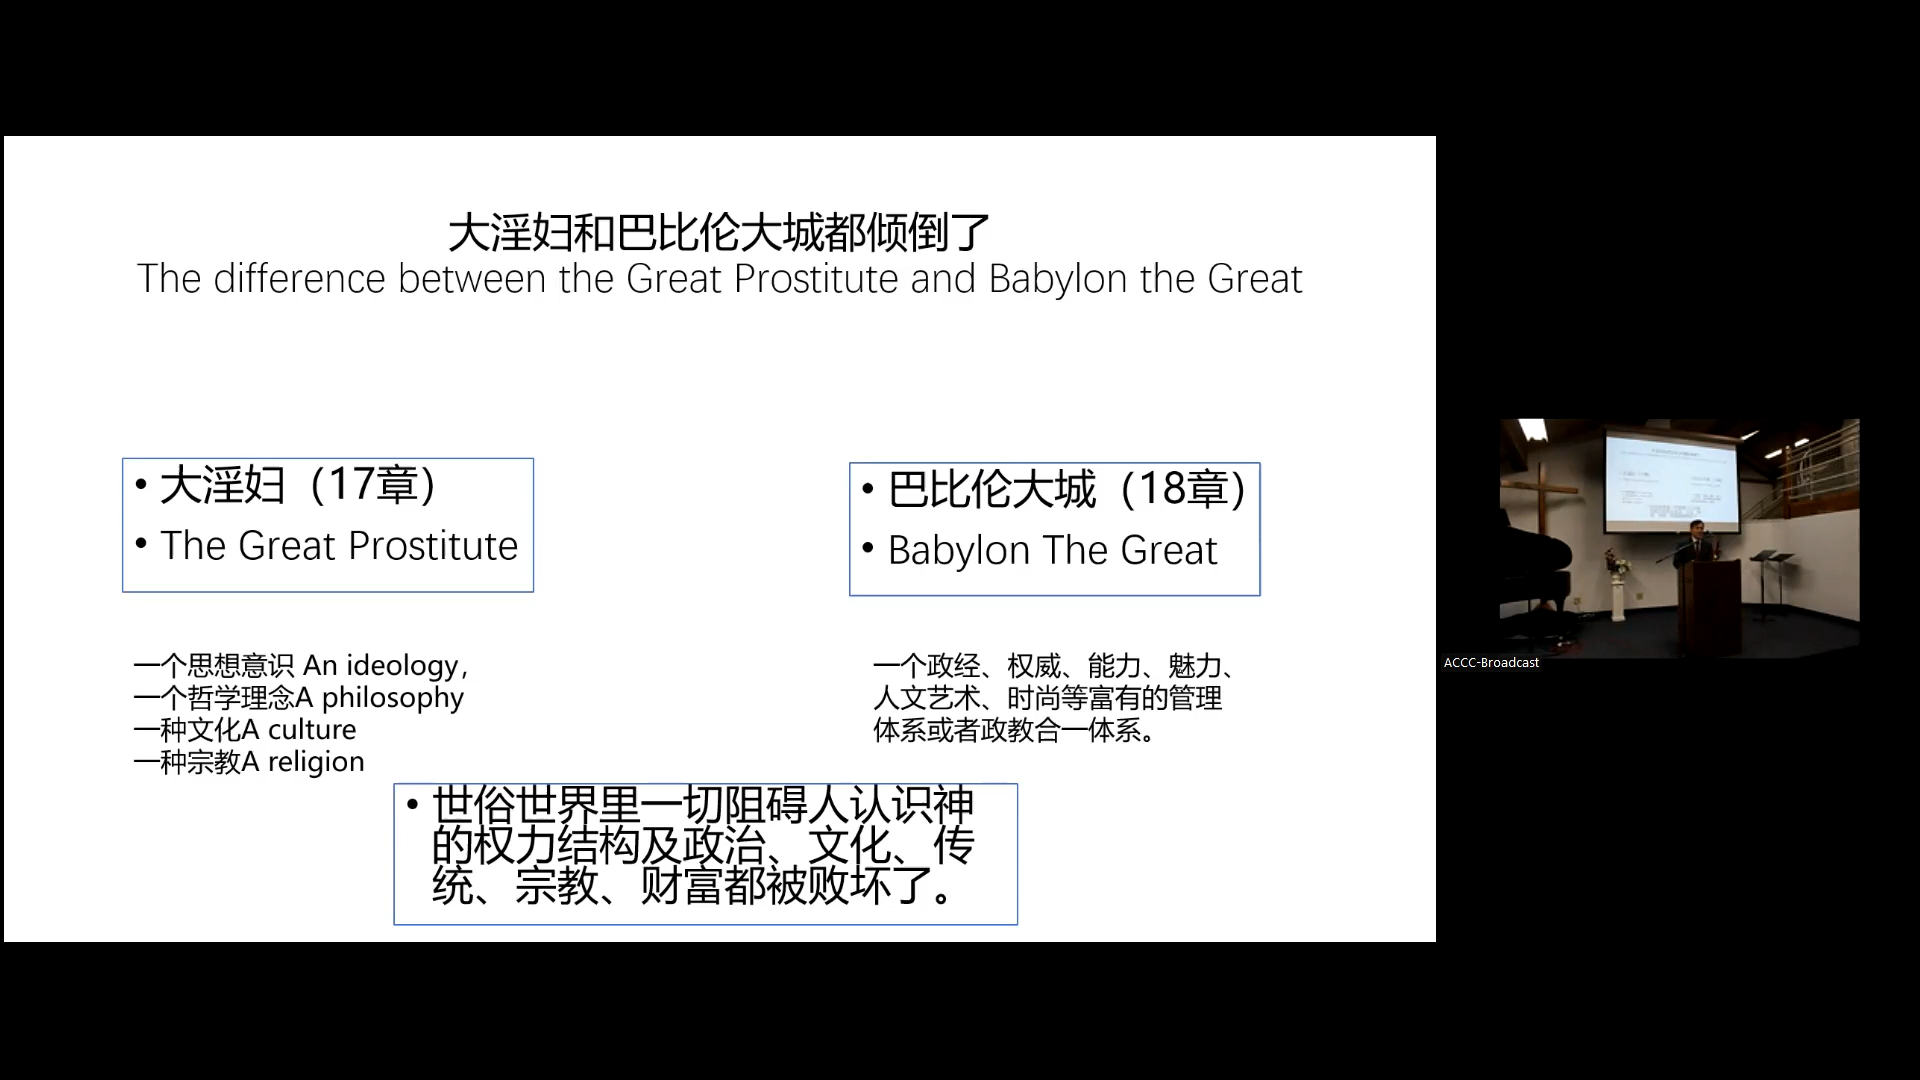 大淫妇和巴比伦大城都倾倒了
The difference between the Great Prostitute and Babylon the Great
• 大淫妇（17章）
• The Great Prostitute
• 巴比伦大城（18章）
• Babylon The Great
一个思想意识 An ideology,
一个哲学理念A philosophy
一种文化A culture
一种宗教A religion
一个政经、权威、能力、魅力、
人文艺术、时尚等富有的管理
体系或者政教合一体系。
• 世俗世界里一切阻碍人认识神
的权力结构及政治、文化、传
统、宗教、财富都被败坏了。
ACCC-Broadcast